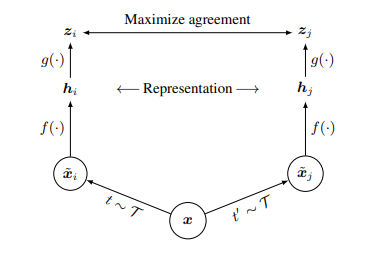 Maximize agreement
z_i z_j
g(·) g(·)
h_i ← Representation → h_j
f(·) f(·)
x̃_i x̃_j
t ∼ T t′ ∼ T
x